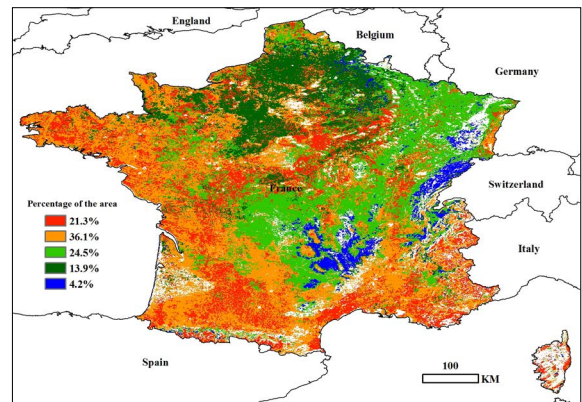 England
Belgium
Germany
France
Switzerland
Percentage of the area
21.3%
36.1%
Italy
24.5%
13.9%
4.2%
100
Spain
KM